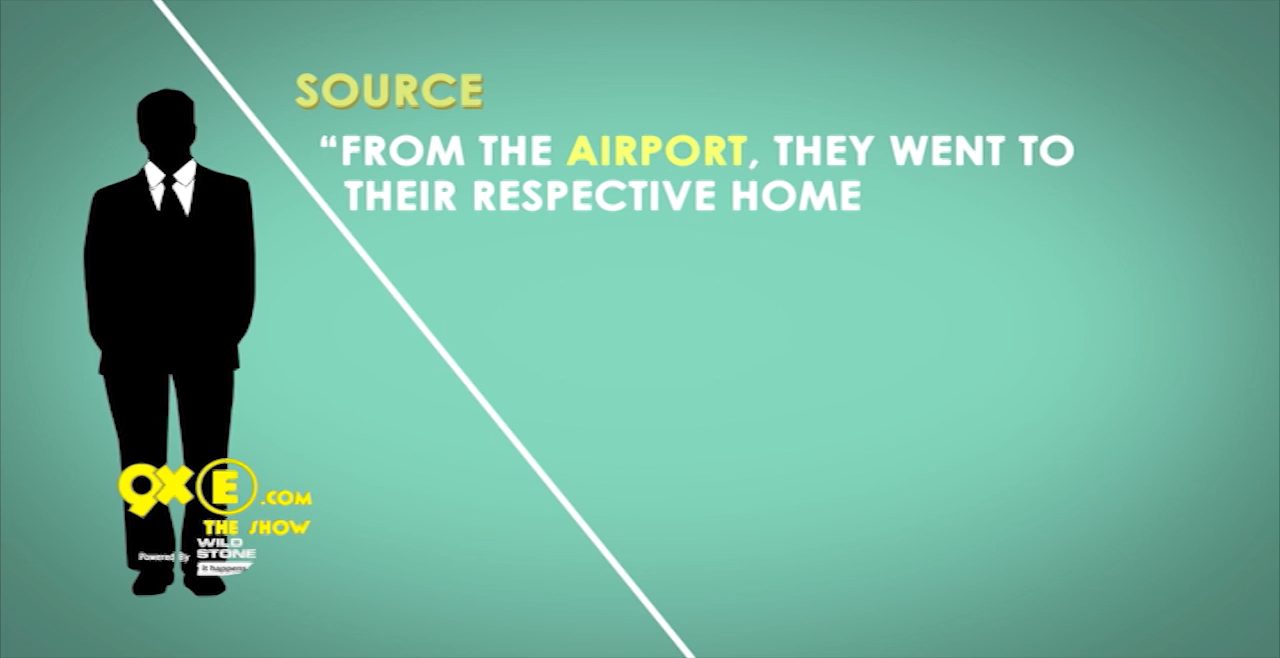 SOURCE
“FROM THE AIRPORT, THEY WENT TO
THEIR RESPECTIVE HOME
9XE.COM
THE SHOW
Powered By
WILD
STONE
it happens